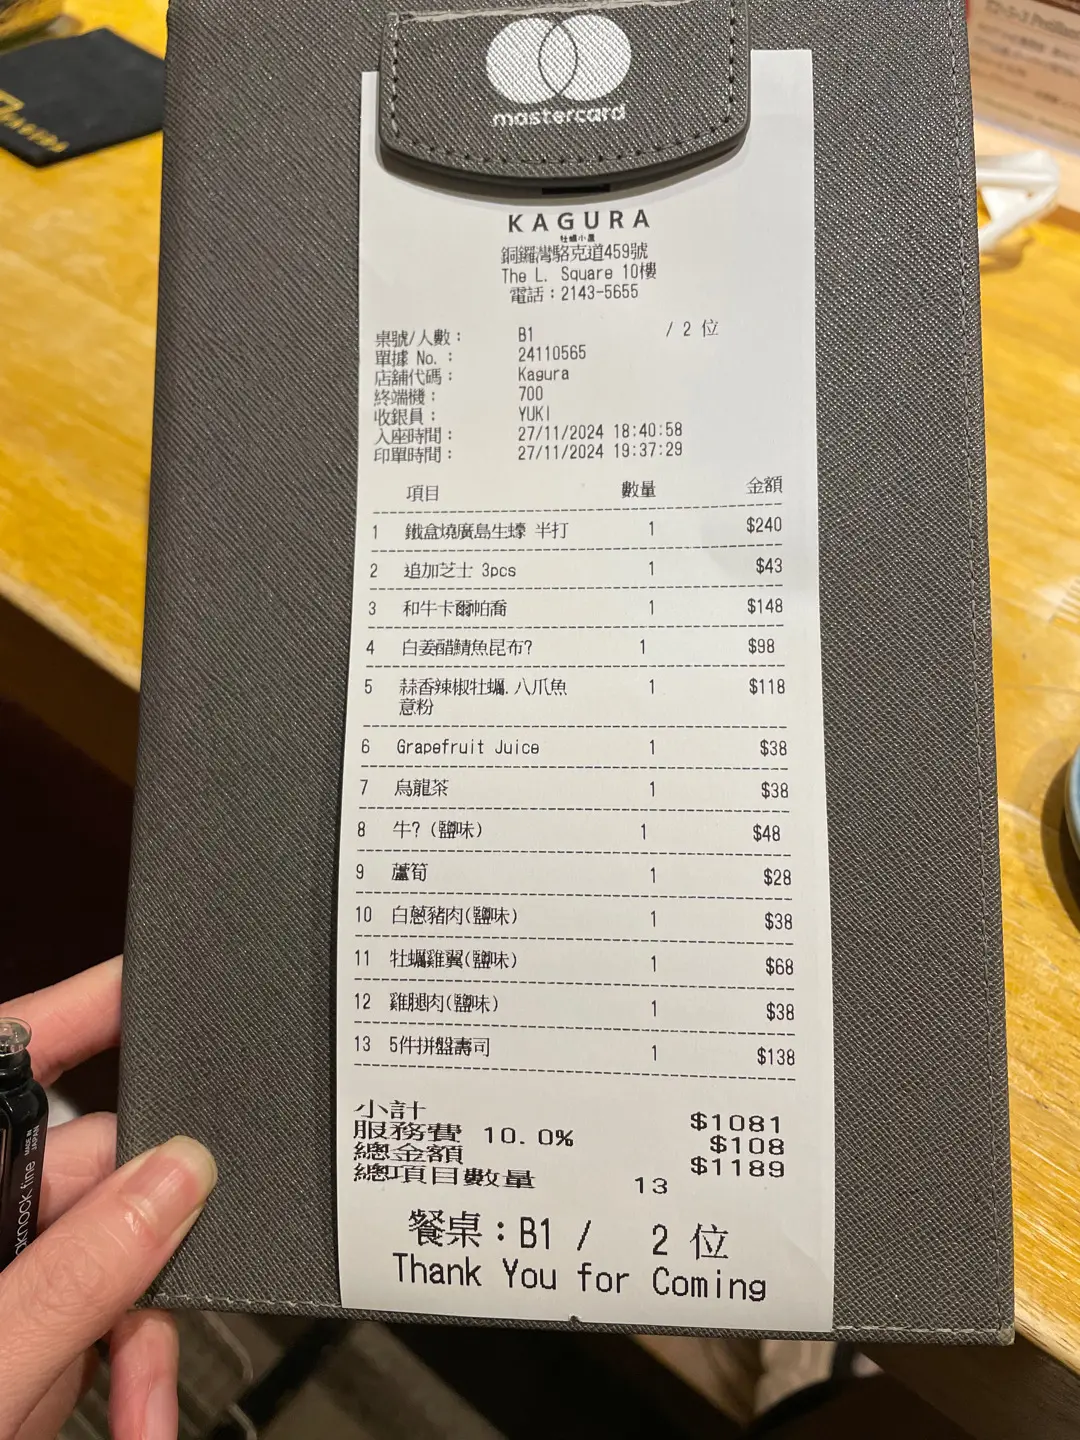 mastercard
KAGURA
牡蠣小屋
銅鑼灣駱克道459號
The L. Square 10樓
電話：2143-5655
桌號/人數： B1 / 2 位
單據 No.： 24110565
店舖代碼： Kagura
終端機： 700
收銀員： YUKI
入座時間： 27/11/2024 18:40:58
印單時間： 27/11/2024 19:37:29
項目 數量 金額
1 鐵盒燒廣島生蠔 半打 1 $240
2 追加芝士 3pcs 1 $43
3 和牛卡爾帕喬 1 $148
4 白姜醋鯖魚昆布? 1 $98
5 蒜香辣椒牡蠣.八爪魚 1 $118
意粉
6 Grapefruit Juice 1 $38
7 烏龍茶 1 $38
8 牛?(鹽味) 1 $48
9 蘆筍 1 $28
10 白蔥豬肉(鹽味) 1 $38
11 牡蠣雞翼(鹽味) 1 $68
12 雞腿肉(鹽味) 1 $38
13 5件拼盤壽司 1 $138
小計 $1081
服務費 10.0% $108
總金額 $1189
總項目數量 13
餐桌：B1 / 2 位
Thank You for Coming
MADE IN JAPAN
knock fine